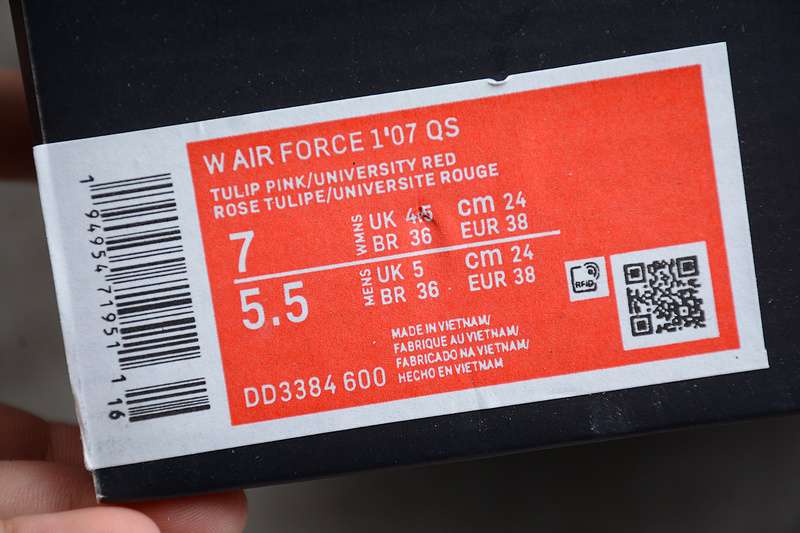 W AIR FORCE 1'07 QS
TULIP PINK/UNIVERSITY RED
ROSE TULIPE/UNIVERSITE ROUGE
7 WMNS UK 4.5 cm 24
BR 36 EUR 38
5.5 MENS UK 5 cm 24
BR 36 EUR 38
RFID
MADE IN VIETNAM/
FABRIQUE AU VIETNAM/
FABRICADO NA VIETNAM/
HECHO EN VIETNAM
DD3384 600
1 94954 71951 1 16